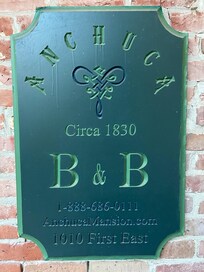 ANCHUCA
Circa 1830
B & B
1-888-686-0111
AnchucaMansion.com
1010 First East